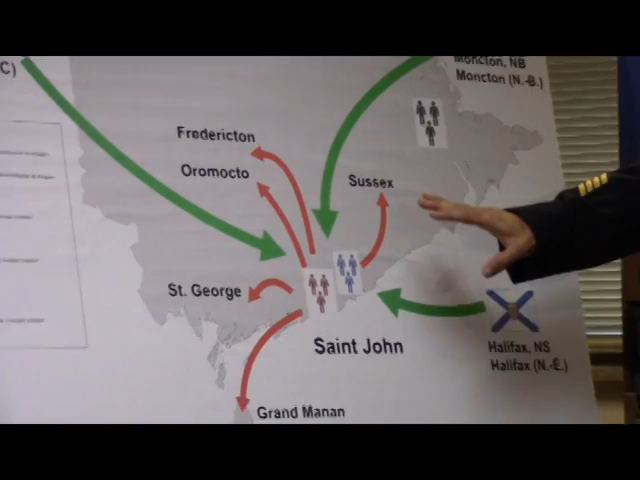 C)
Moncton, NB
Moncton (N.-B.)
Fredericton
Oromocto
Sussex
St. George
Saint John
Halifax, NS
Halifax (N.-É.)
Grand Manan